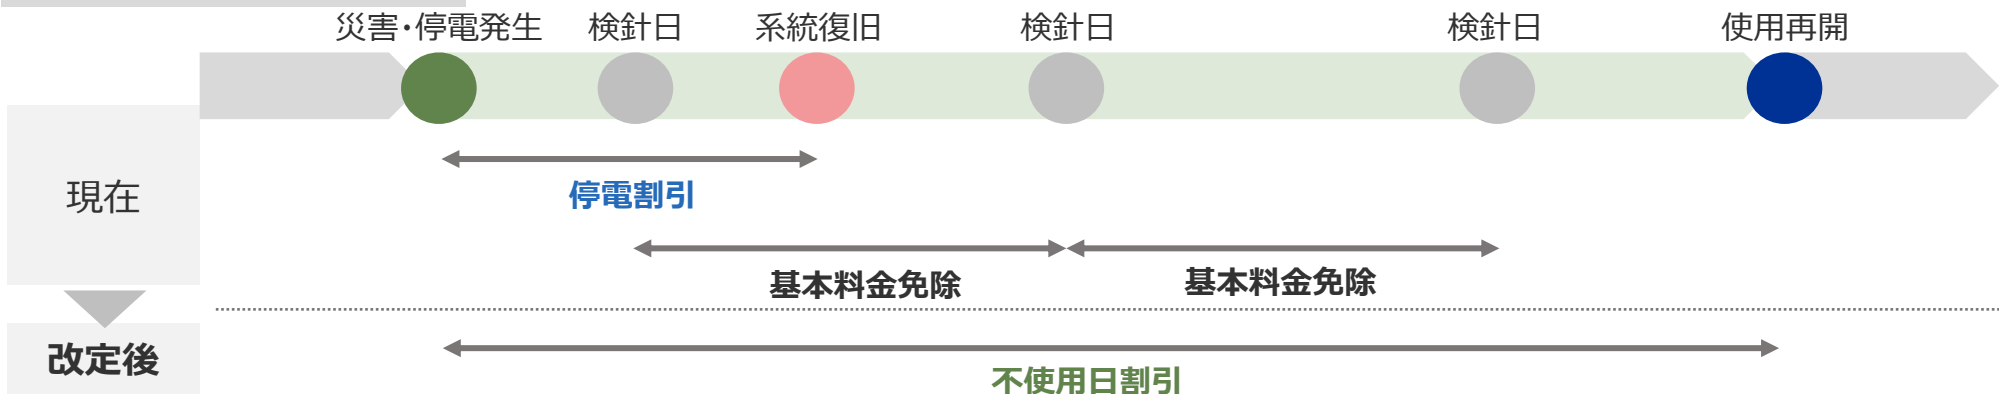 災害・停電発生 検針日 系統復旧 検針日 検針日 使用再開
現在
停電割引
基本料金免除 基本料金免除
改定後
不使用日割引